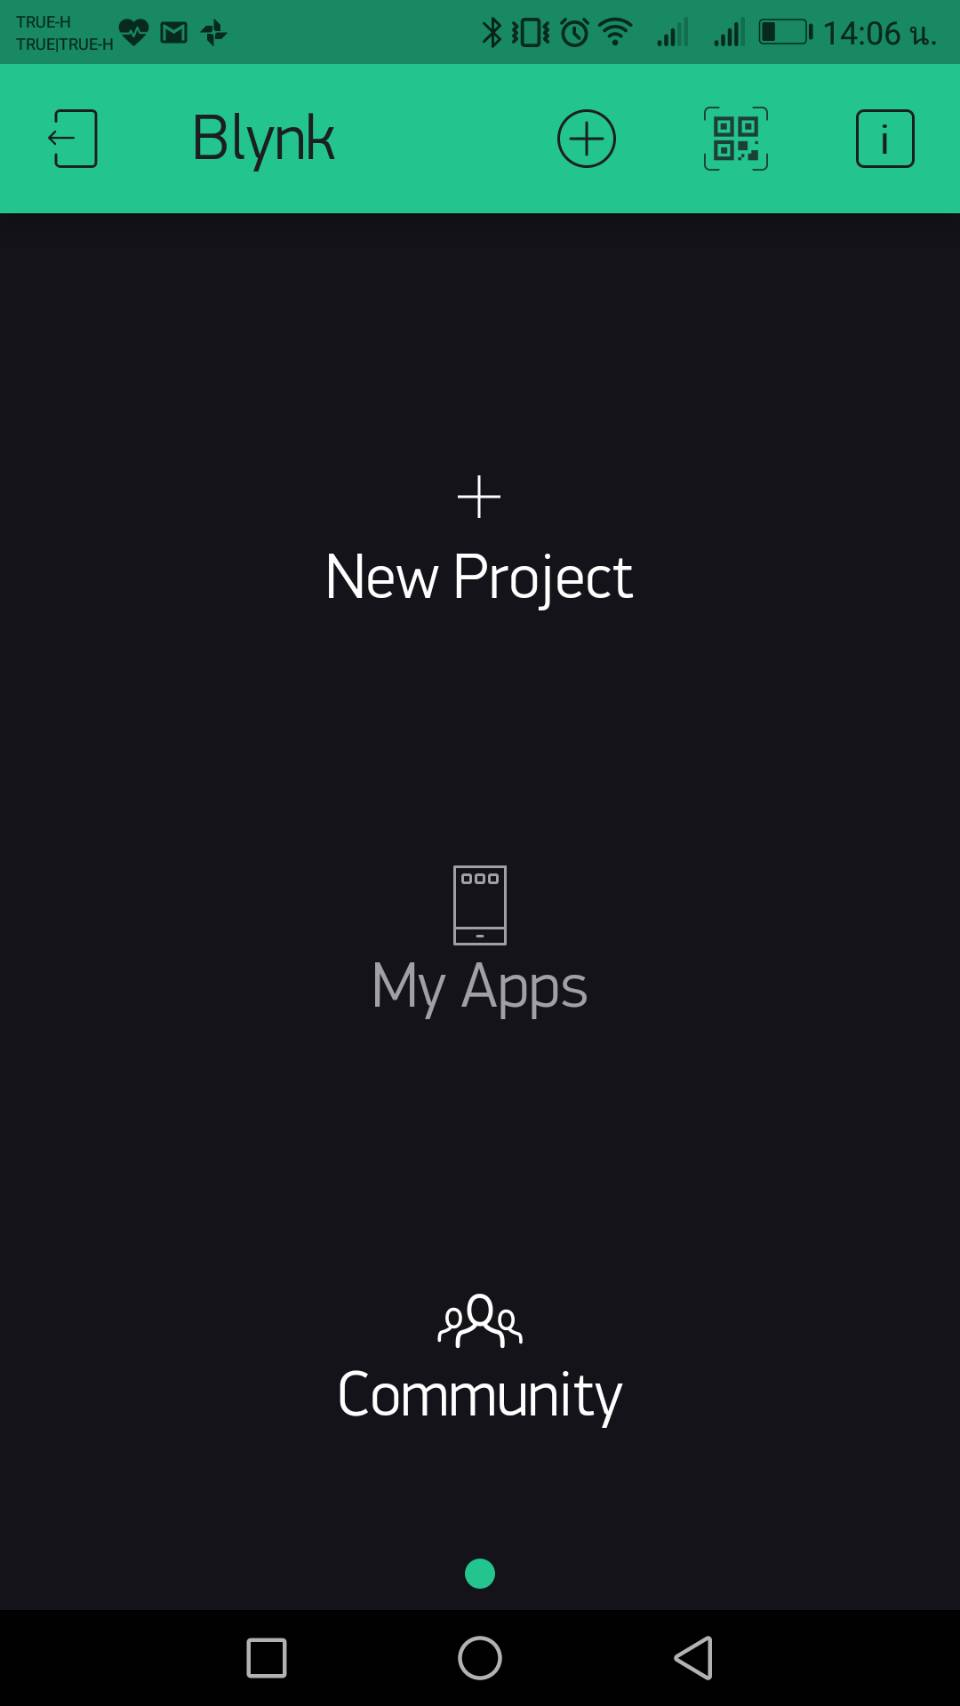 TRUE-H
TRUE|TRUE-H
14:06 น.
Blynk
New Project
My Apps
Community